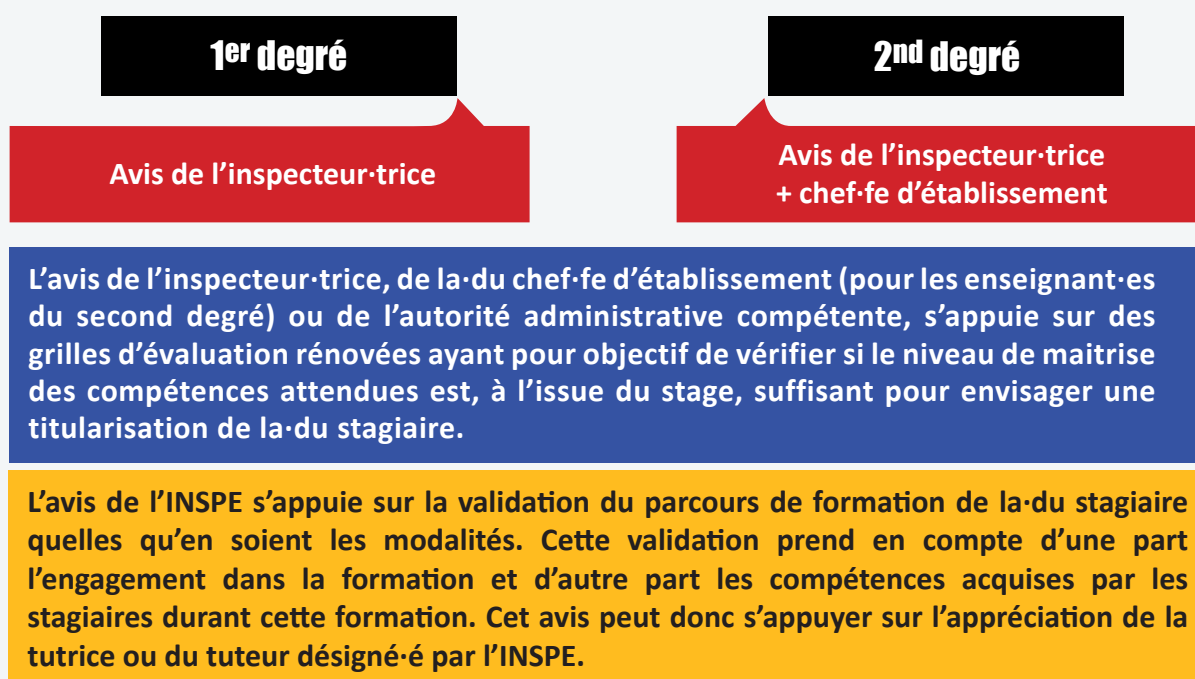 1er degré
2nd degré
Avis de l’inspecteur·trice
Avis de l’inspecteur·trice
+ chef·fe d’établissement
L’avis de l’inspecteur·trice, de la·du chef·fe d’établissement (pour les enseignant·es
du second degré) ou de l’autorité administrative compétente, s’appuie sur des
grilles d’évaluation rénovées ayant pour objectif de vérifier si le niveau de maitrise
des compétences attendues est, à l’issue du stage, suffisant pour envisager une
titularisation de la·du stagiaire.
L’avis de l’INSPE s’appuie sur la validation du parcours de formation de la·du stagiaire
quelles qu’en soient les modalités. Cette validation prend en compte d’une part
l’engagement dans la formation et d’autre part les compétences acquises par les
stagiaires durant cette formation. Cet avis peut donc s’appuyer sur l’appréciation de la
tutrice ou du tuteur désigné·é par l’INSPE.